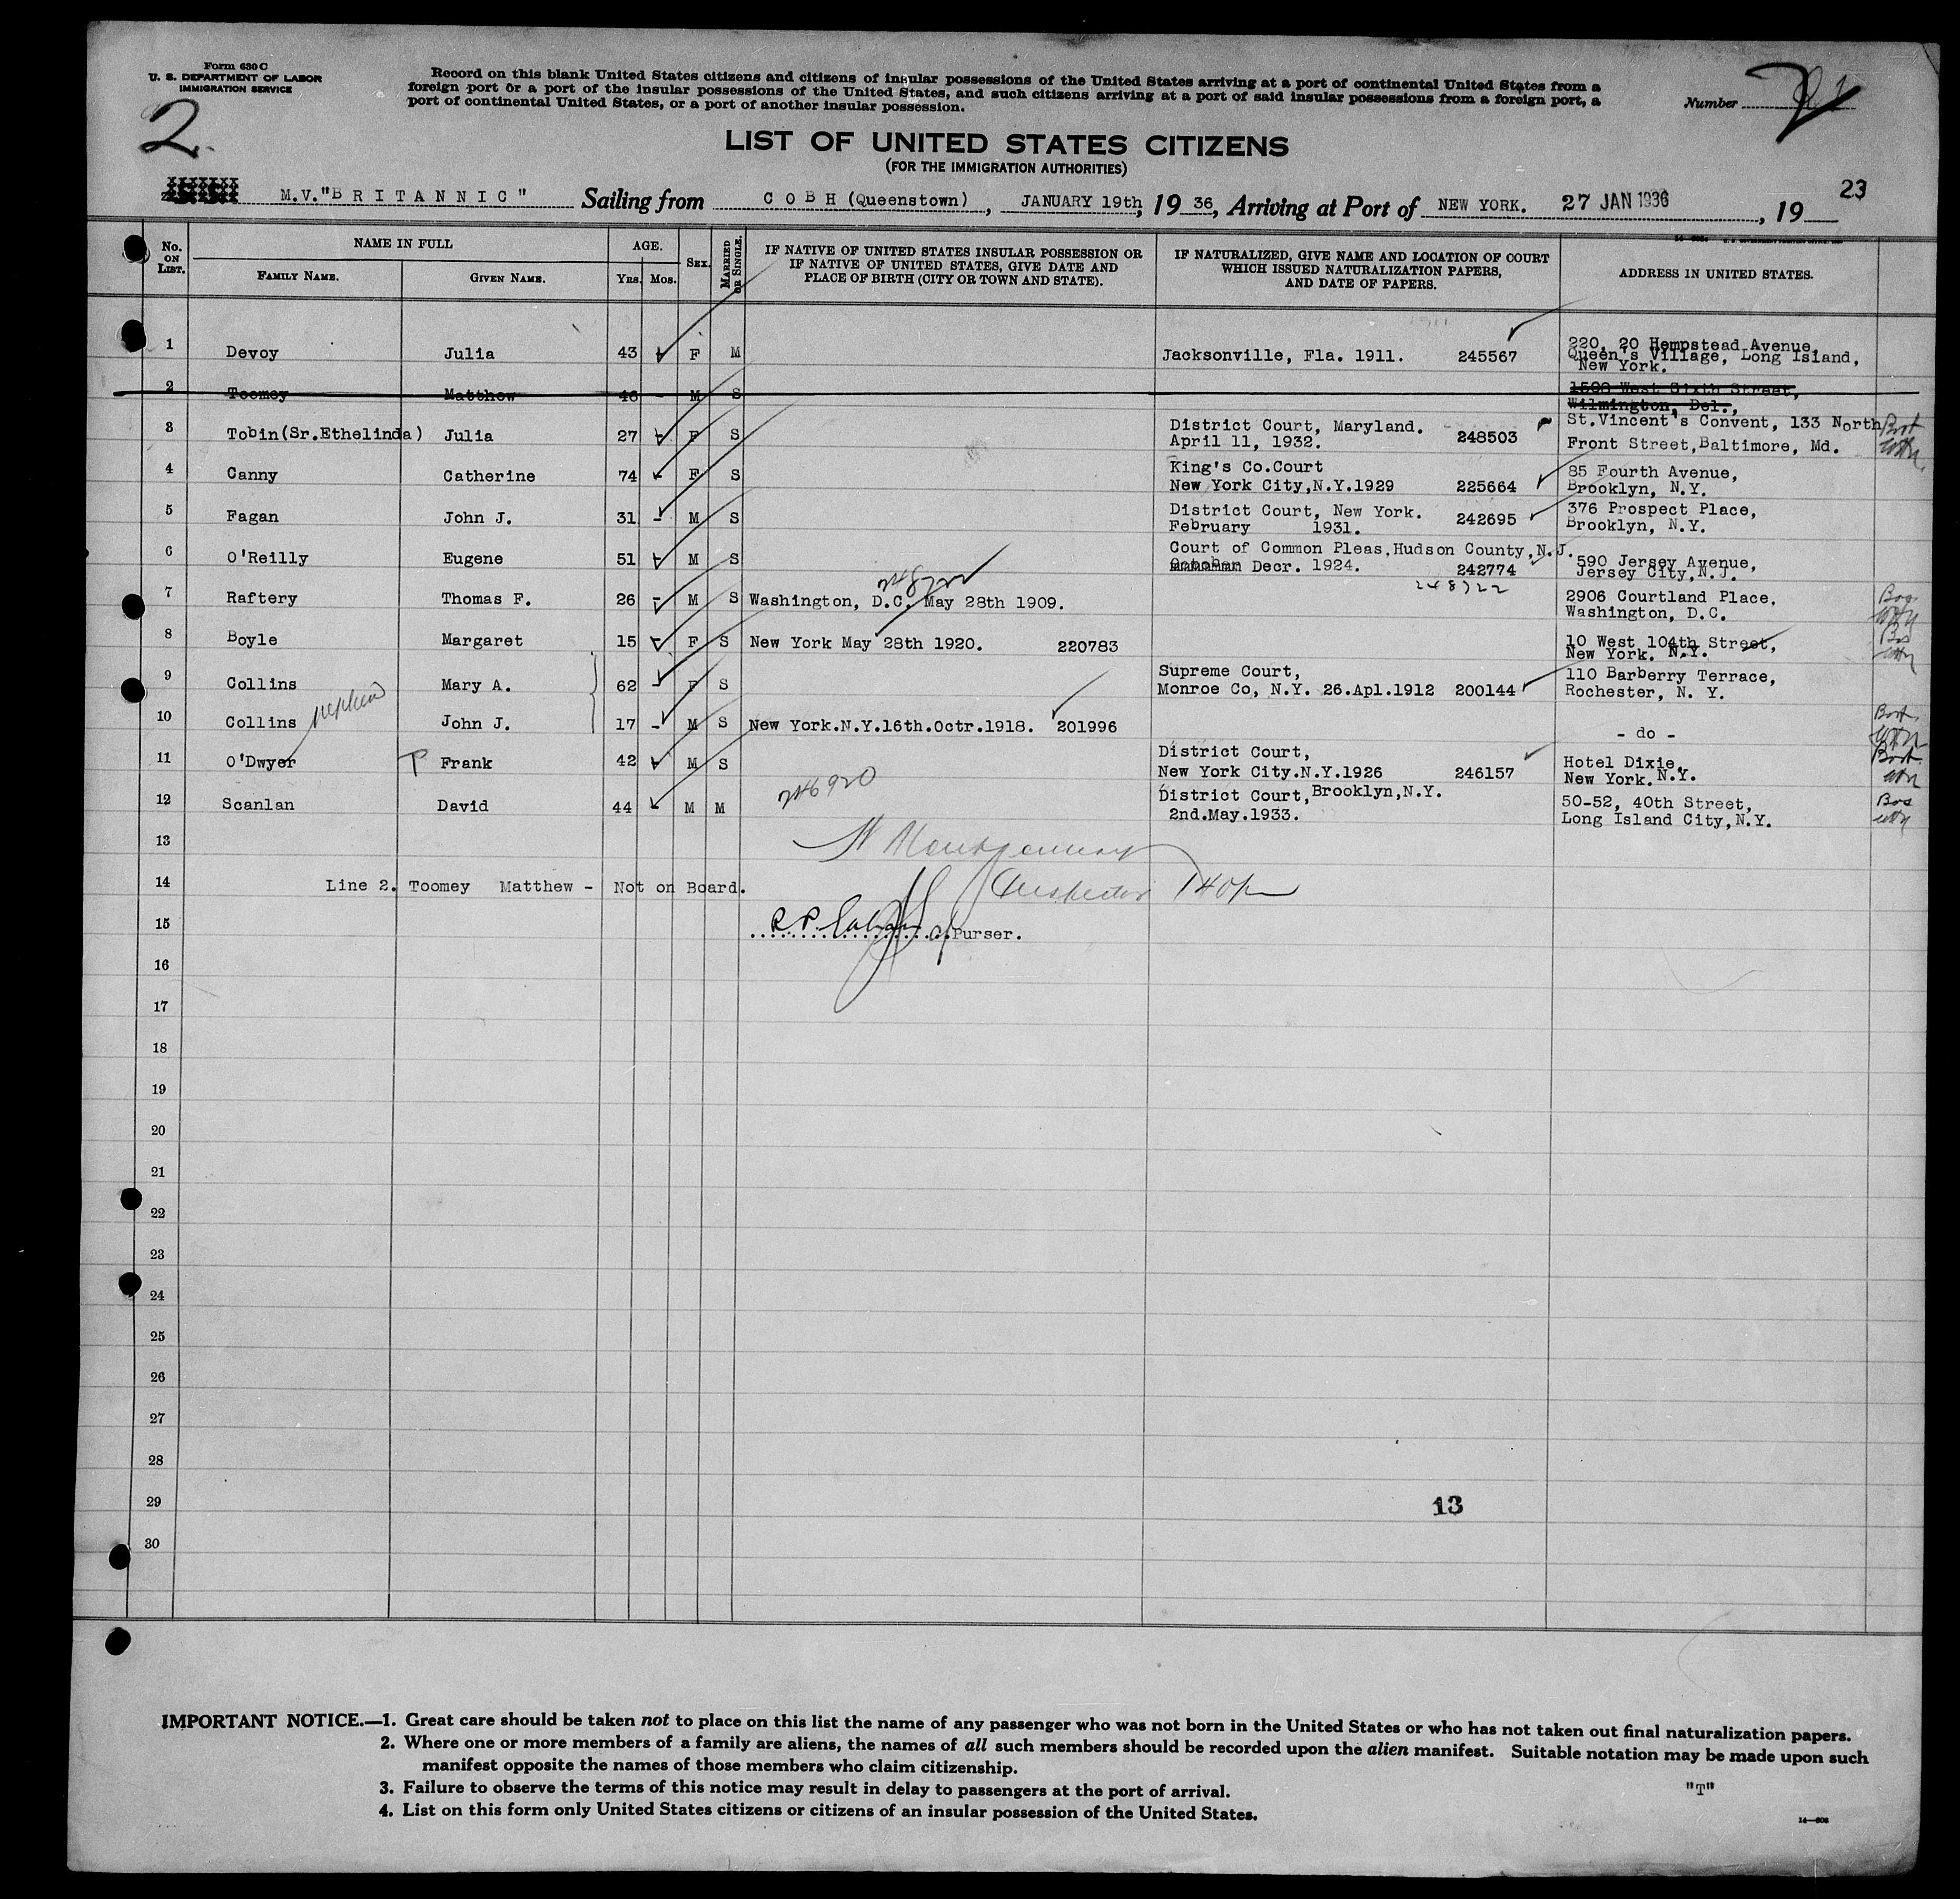 Form 630 C
U. S. DEPARTMENT OF LABOR
IMMIGRATION SERVICE
2.
Record on this blank United States citizens and citizens of insular possessions of the United States arriving at a port of continental United States from a
foreign port or a port of the insular possessions of the United States, and such citizens arriving at a port of said insular possessions from a foreign port, a
port of continental United States, or a port of another insular possession.
Number
2
LIST OF UNITED STATES CITIZENS
(FOR THE IMMIGRATION AUTHORITIES)
M.V."B R I T A N N I C" Sailing from C O B H (Queenstown), JANUARY 19th, 19 36, Arriving at Port of NEW YORK. 27 JAN 1936, 19
23
No. ON LIST. NAME IN FULL AGE. SEX. MARRIED OR SINGLE. IF NATIVE OF UNITED STATES INSULAR POSSESSION OR IF NATIVE OF UNITED STATES, GIVE DATE AND PLACE OF BIRTH (CITY OR TOWN AND STATE). IF NATURALIZED, GIVE NAME AND LOCATION OF COURT WHICH ISSUED NATURALIZATION PAPERS, AND DATE OF PAPERS. ADDRESS IN UNITED STATES.
FAMILY NAME. GIVEN NAME. YRS. MOS.
1 Devoy Julia 43 F M Jacksonville, Fla. 1911. 245567 220, 20 Hempstead Avenue,
Queen's Village, Long Island,
New York.
2 Toomey Matthew 46 - M S 1508 West Sixth Street,
Wilmington, Del.,
3 Tobin(Sr.Ethelinda) Julia 27 - F S District Court, Maryland. St.Vincent's Convent, 133 North
April 11, 1932. 248503 Front Street,Baltimore, Md.
4 Canny Catherine 74 - F S King's Co.Court 85 Fourth Avenue,
New York City,N.Y.1929 225664 Brooklyn, N.Y.
5 Fagan John J. 31 - M S District Court, New York. 376 Prospect Place,
February 1931. 242695 Brooklyn, N.Y.
6 O'Reilly Eugene 51 - M S Court of Common Pleas,Hudson County,N.J. 590 Jersey Avenue,
October Decr. 1924. 242774 Jersey City,N.J.
248722
7 Raftery Thomas F. 26 - M S Washington, D.C. May 28th 1909. 2906 Courtland Place,
Washington, D.C.
8 Boyle Margaret 15 - F S New York May 28th 1920. 220783 10 West 104th Street,
New York. N.Y.
9 Collins Mary A. 62 - F S Supreme Court, 110 Barberry Terrace,
Monroe Co, N.Y. 26.Apl.1912 200144 Rochester, N. Y.
nephew
10 Collins John J. 17 - M S New York.N.Y.16th.Octr.1918. 201996 - do -
11 O'Dwyer T Frank 42 - M S District Court, Hotel Dixie,
New York City.N.Y.1926 246157 New York. N.Y.
12 Scanlan David 44 - M M 246920 District Court,Brooklyn,N.Y. 50-52, 40th Street,
2nd.May.1933. Long Island City,N.Y.
13 Montgomery
14 Line 2. Toomey Matthew - Not on Board. Inspector 140pm
15 Purser.
16
17
18
19
20
21
22
23
24
25
26
27
28
29 13
30
IMPORTANT NOTICE.—1. Great care should be taken not to place on this list the name of any passenger who was not born in the United States or who has not taken out final naturalization papers.
2. Where one or more members of a family are aliens, the names of all such members should be recorded upon the alien manifest. Suitable notation may be made upon such
manifest opposite the names of those members who claim citizenship.
3. Failure to observe the terms of this notice may result in delay to passengers at the port of arrival.
"T"
4. List on this form only United States citizens or citizens of an insular possession of the United States.